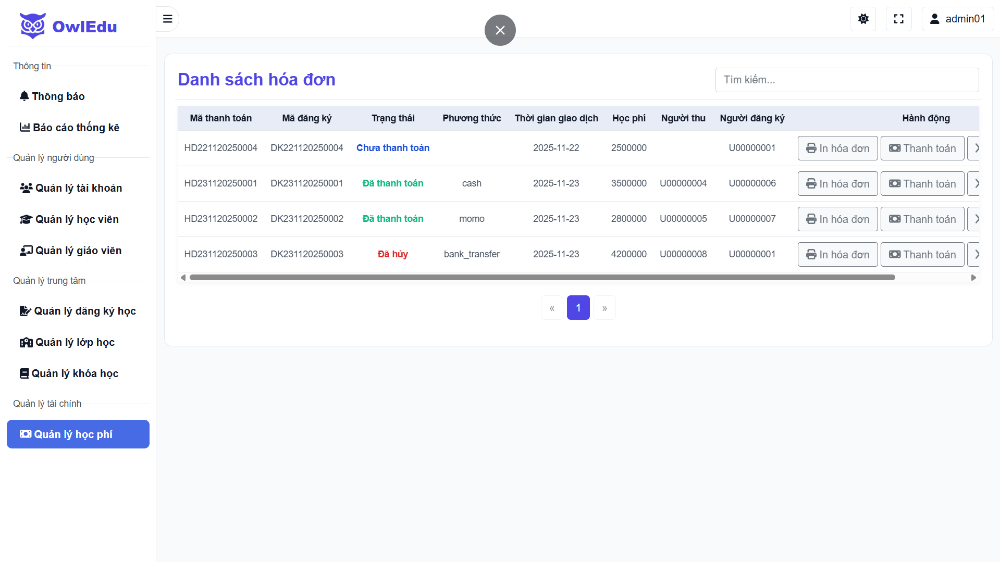 OwlEdu
admin01
Thông tin
Thông báo
Báo cáo thống kê
Quản lý người dùng
Quản lý tài khoản
Quản lý học viên
Quản lý giáo viên
Quản lý trung tâm
Quản lý đăng ký học
Quản lý lớp học
Quản lý khóa học
Quản lý tài chính
Quản lý học phí
Danh sách hóa đơn
Tìm kiếm...
Mã thanh toán Mã đăng ký Trạng thái Phương thức Thời gian giao dịch Học phí Người thu Người đăng ký Hành động
HD221120250004 DK221120250004 Chưa thanh toán 2025-11-22 2500000 U00000001 In hóa đơn Thanh toán
HD231120250001 DK231120250001 Đã thanh toán cash 2025-11-23 3500000 U00000004 U00000006 In hóa đơn Thanh toán
HD231120250002 DK231120250002 Đã thanh toán momo 2025-11-23 2800000 U00000005 U00000007 In hóa đơn Thanh toán
HD231120250003 DK231120250003 Đã hủy bank_transfer 2025-11-23 4200000 U00000008 U00000001 In hóa đơn Thanh toán
« 1 »